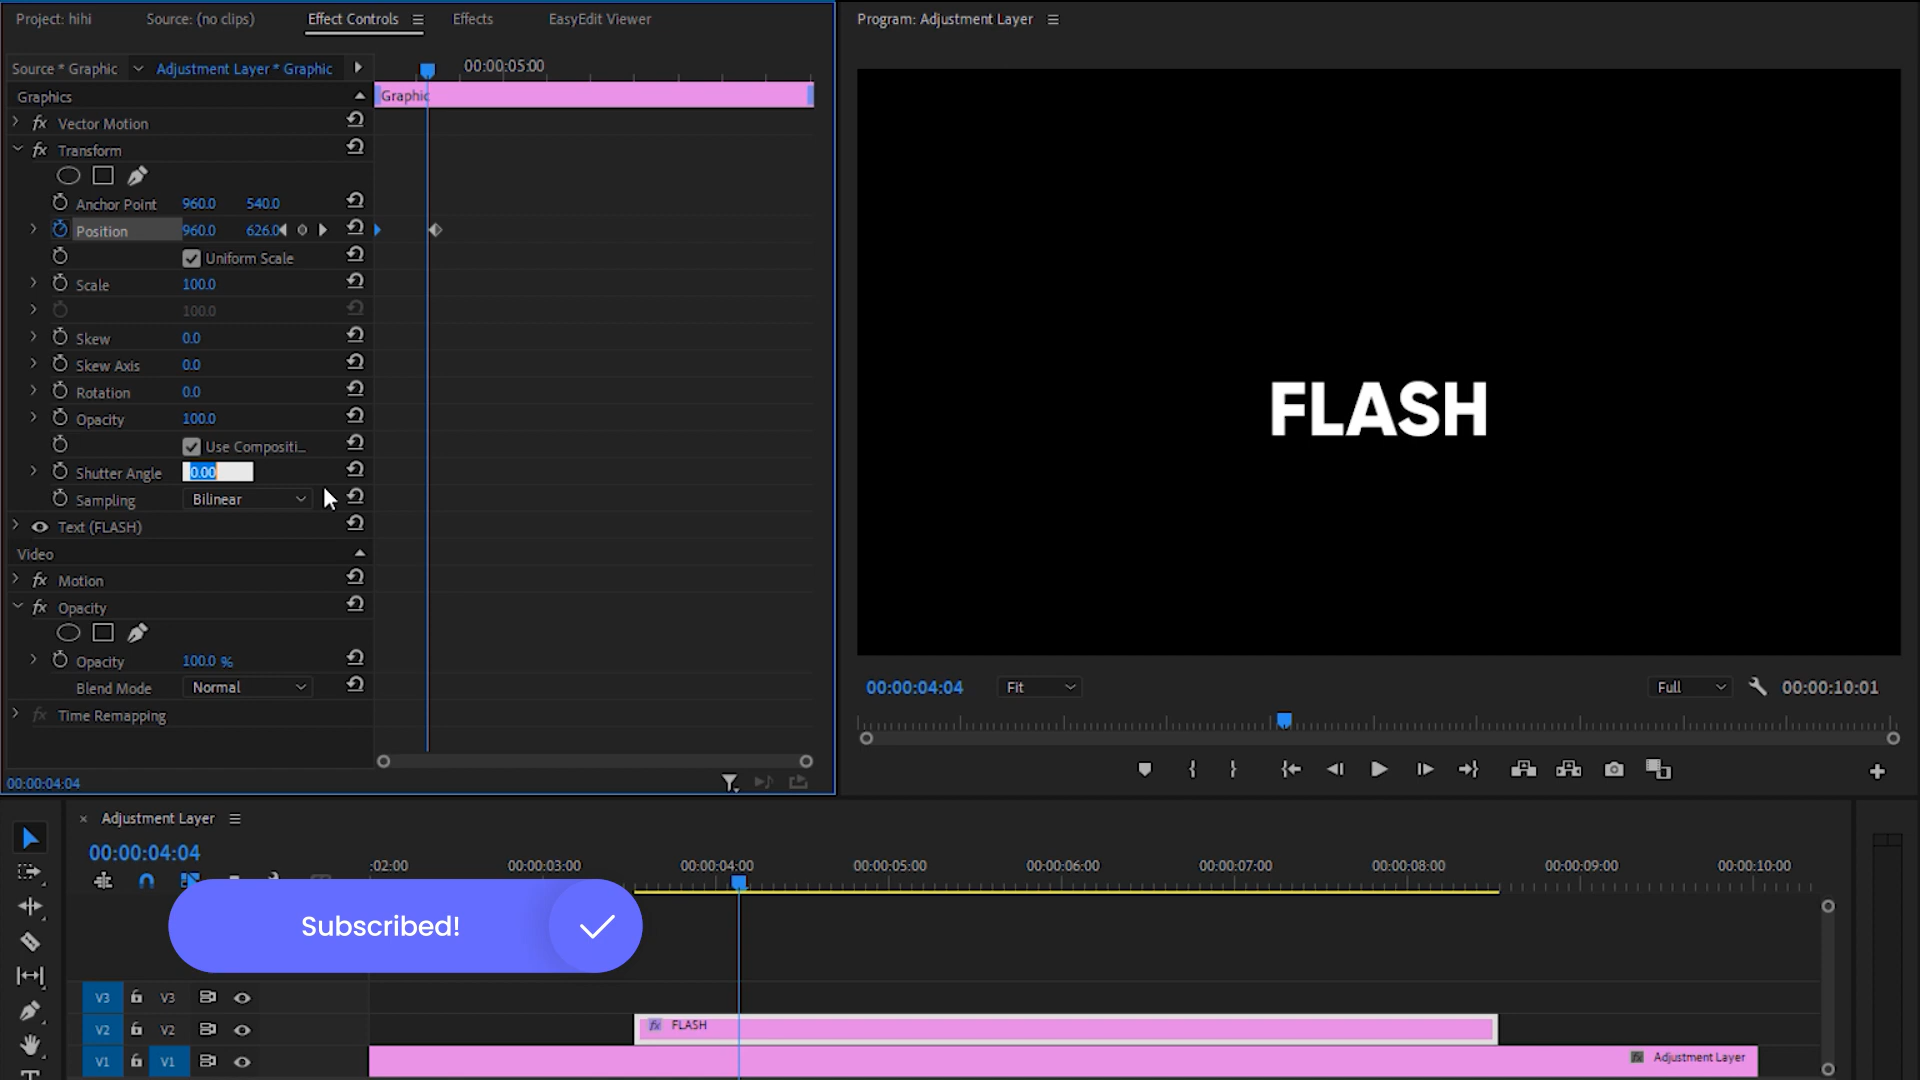 Project: hihi
Source: (no clips)
Effect Controls
Effects
EasyEdit Viewer
Source * Graphic
Adjustment Layer * Graphic
00:00:05:00
Graphics
Graphic
fx Vector Motion
fx Transform
Anchor Point 960.0 540.0
Position 960.0 626.0
Uniform Scale
Scale 100.0
100.0
Skew 0.0
Skew Axis 0.0
Rotation 0.0
Opacity 100.0
Use Compositi...
Shutter Angle 0.00
Sampling Bilinear
Text (FLASH)
Video
fx Motion
fx Opacity
Opacity 100.0 %
Blend Mode Normal
fx Time Remapping
00:00:04:04
Program: Adjustment Layer
FLASH
00:00:04:04 Fit Full 00:00:10:01
× Adjustment Layer
00:00:04:04
:02:00 00:00:03:00 00:00:04:00 00:00:05:00 00:00:06:00 00:00:07:00 00:00:08:00 00:00:09:00 00:00:10:00
Subscribed!
V3 V3
V2 V2 fx FLASH
V1 V1 fx Adjustment Layer